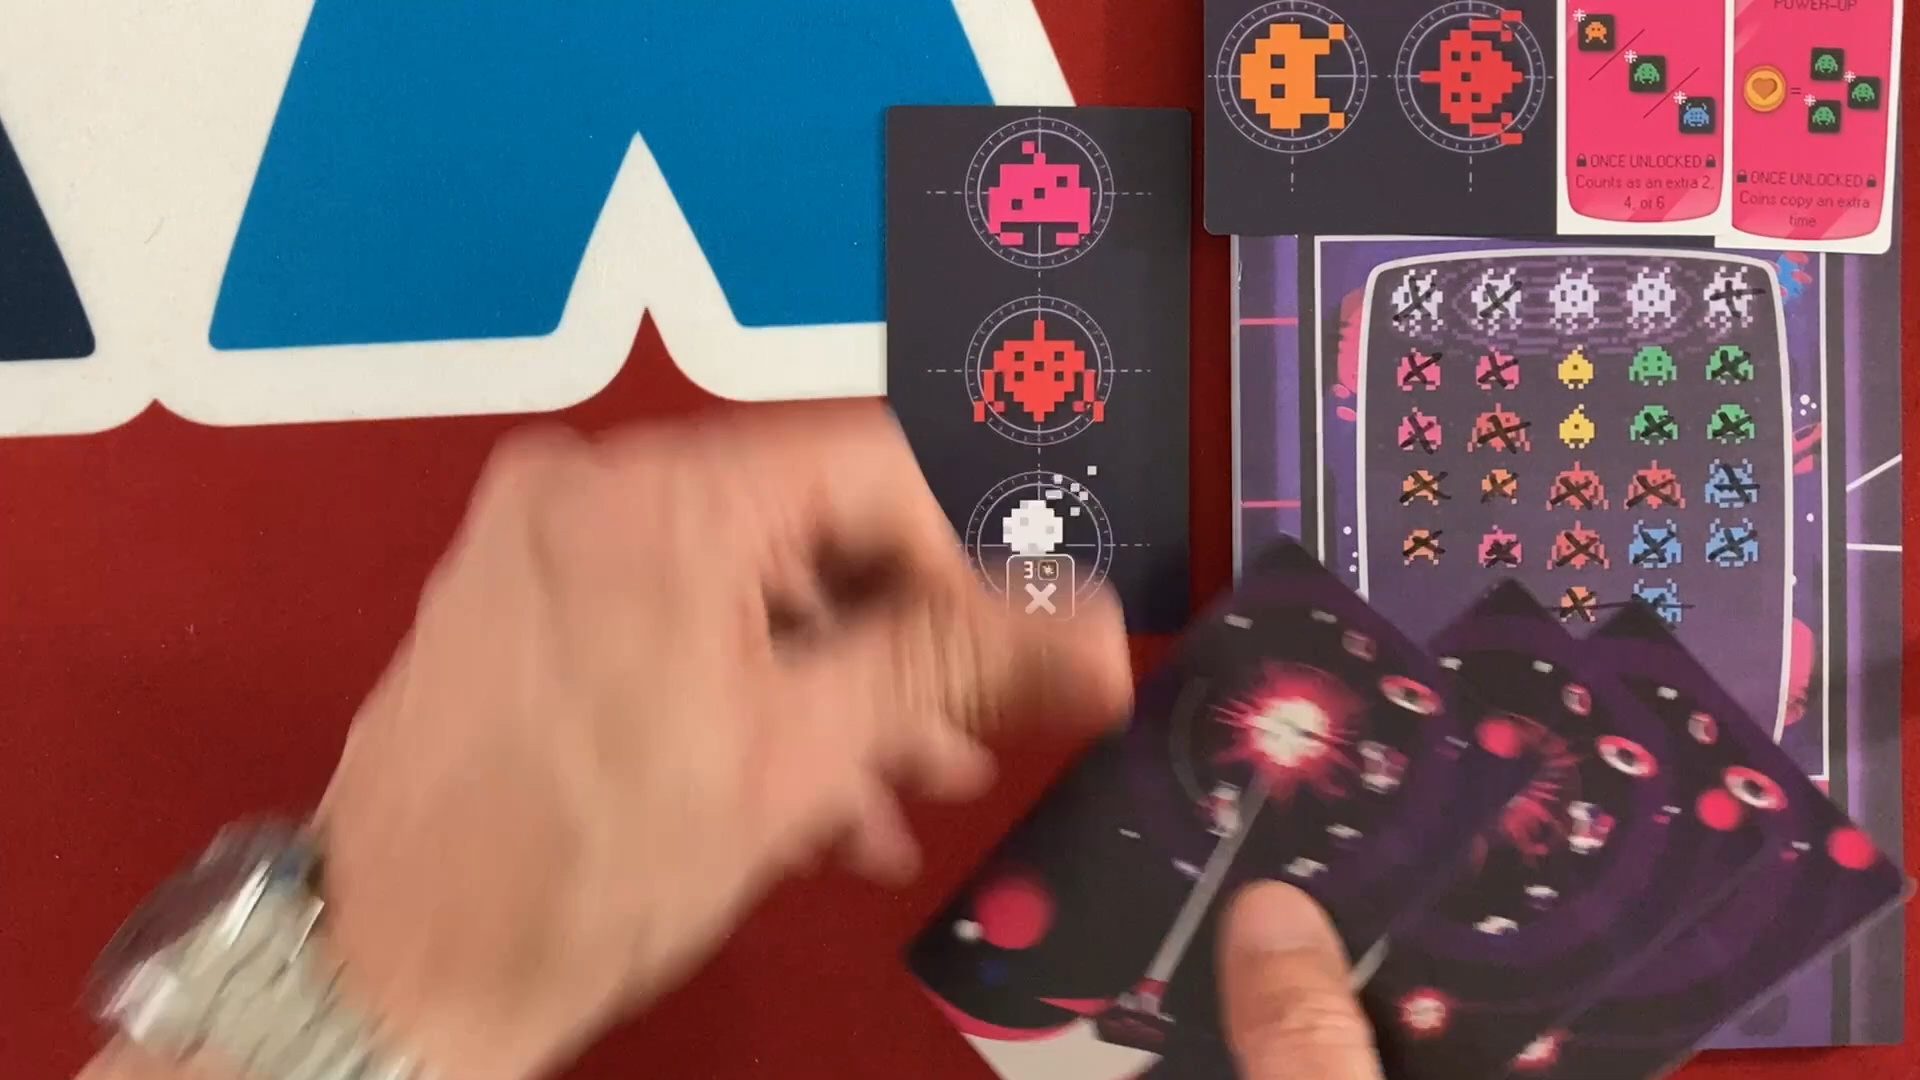 POWER-UP
=
ONCE UNLOCKED
Counts as an extra 2,
4, or 6
ONCE UNLOCKED
Coins copy an extra
time
3
X